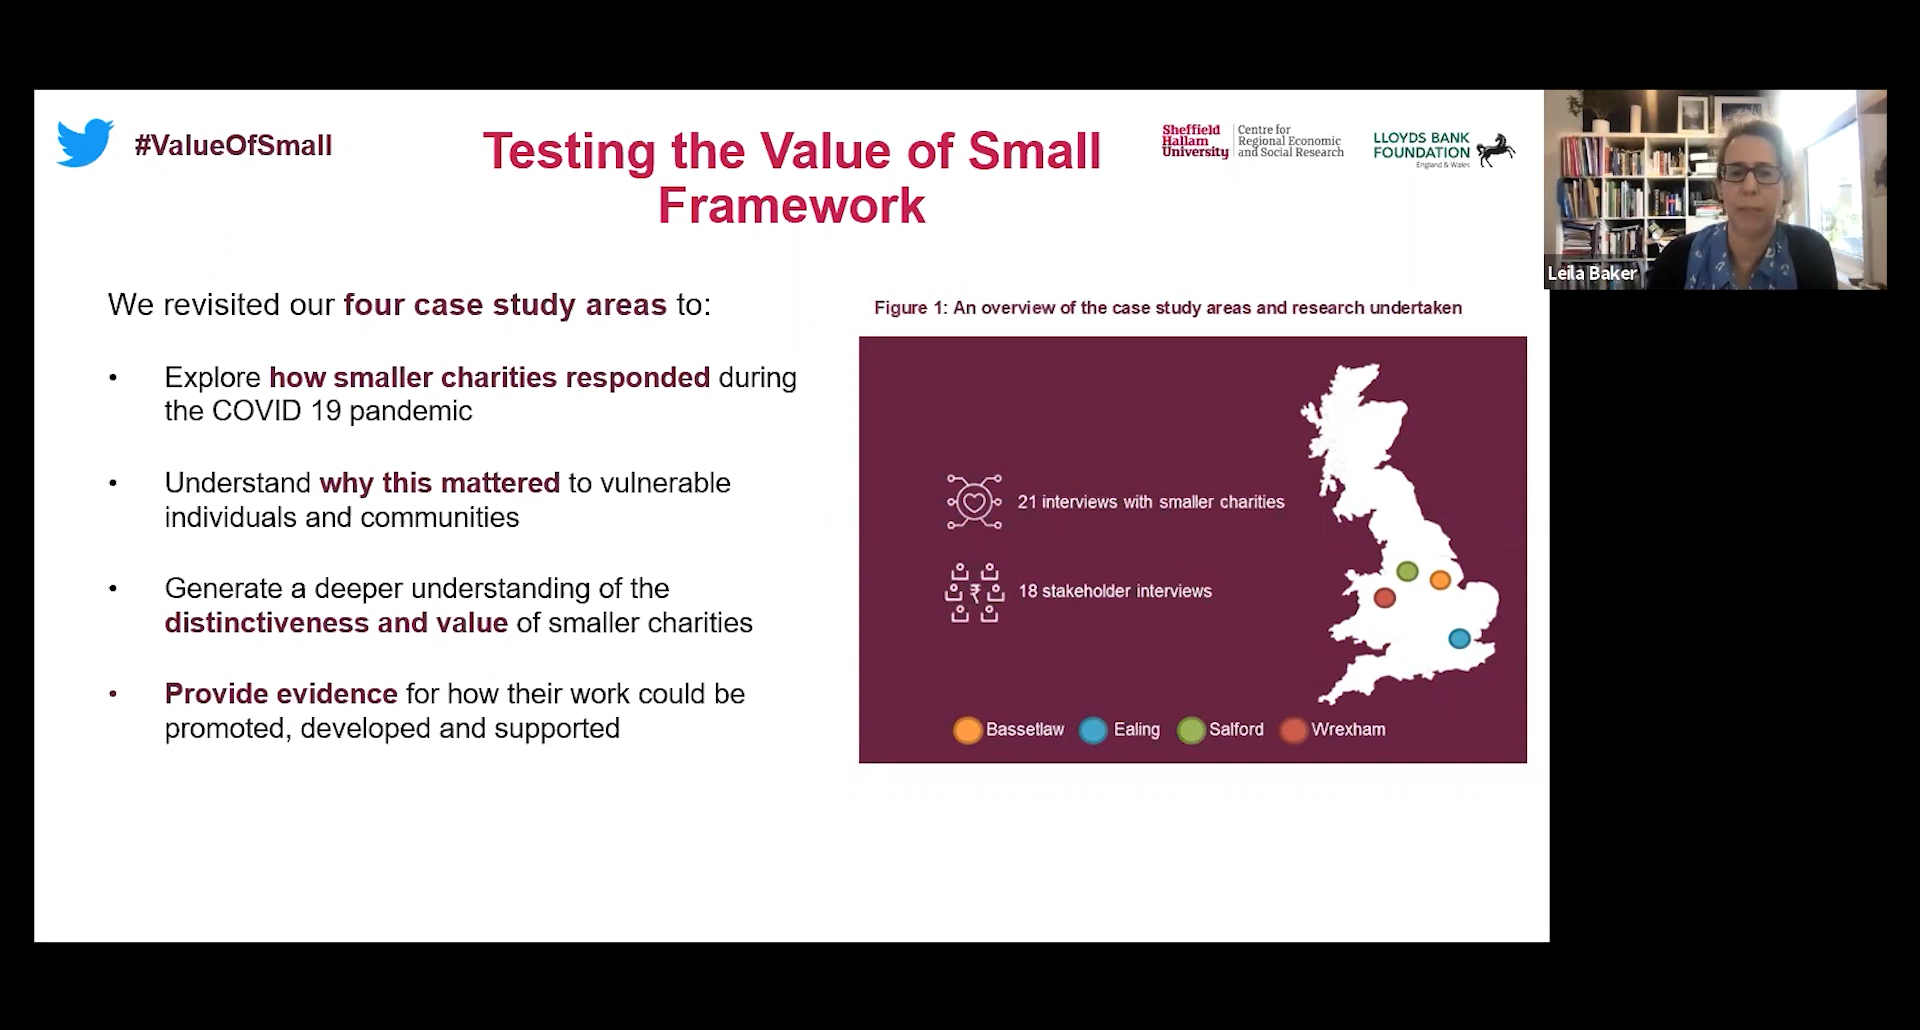 #ValueOfSmall
Testing the Value of Small
Framework
Sheffield
Hallam
University
Centre for
Regional Economic
and Social Research
LLOYDS BANK
FOUNDATION
England & Wales
Leila Baker
We revisited our four case study areas to:
• Explore how smaller charities responded during
the COVID 19 pandemic
• Understand why this mattered to vulnerable
individuals and communities
• Generate a deeper understanding of the
distinctiveness and value of smaller charities
• Provide evidence for how their work could be
promoted, developed and supported
Figure 1: An overview of the case study areas and research undertaken
21 interviews with smaller charities
₹
18 stakeholder interviews
Bassetlaw
Ealing
Salford
Wrexham